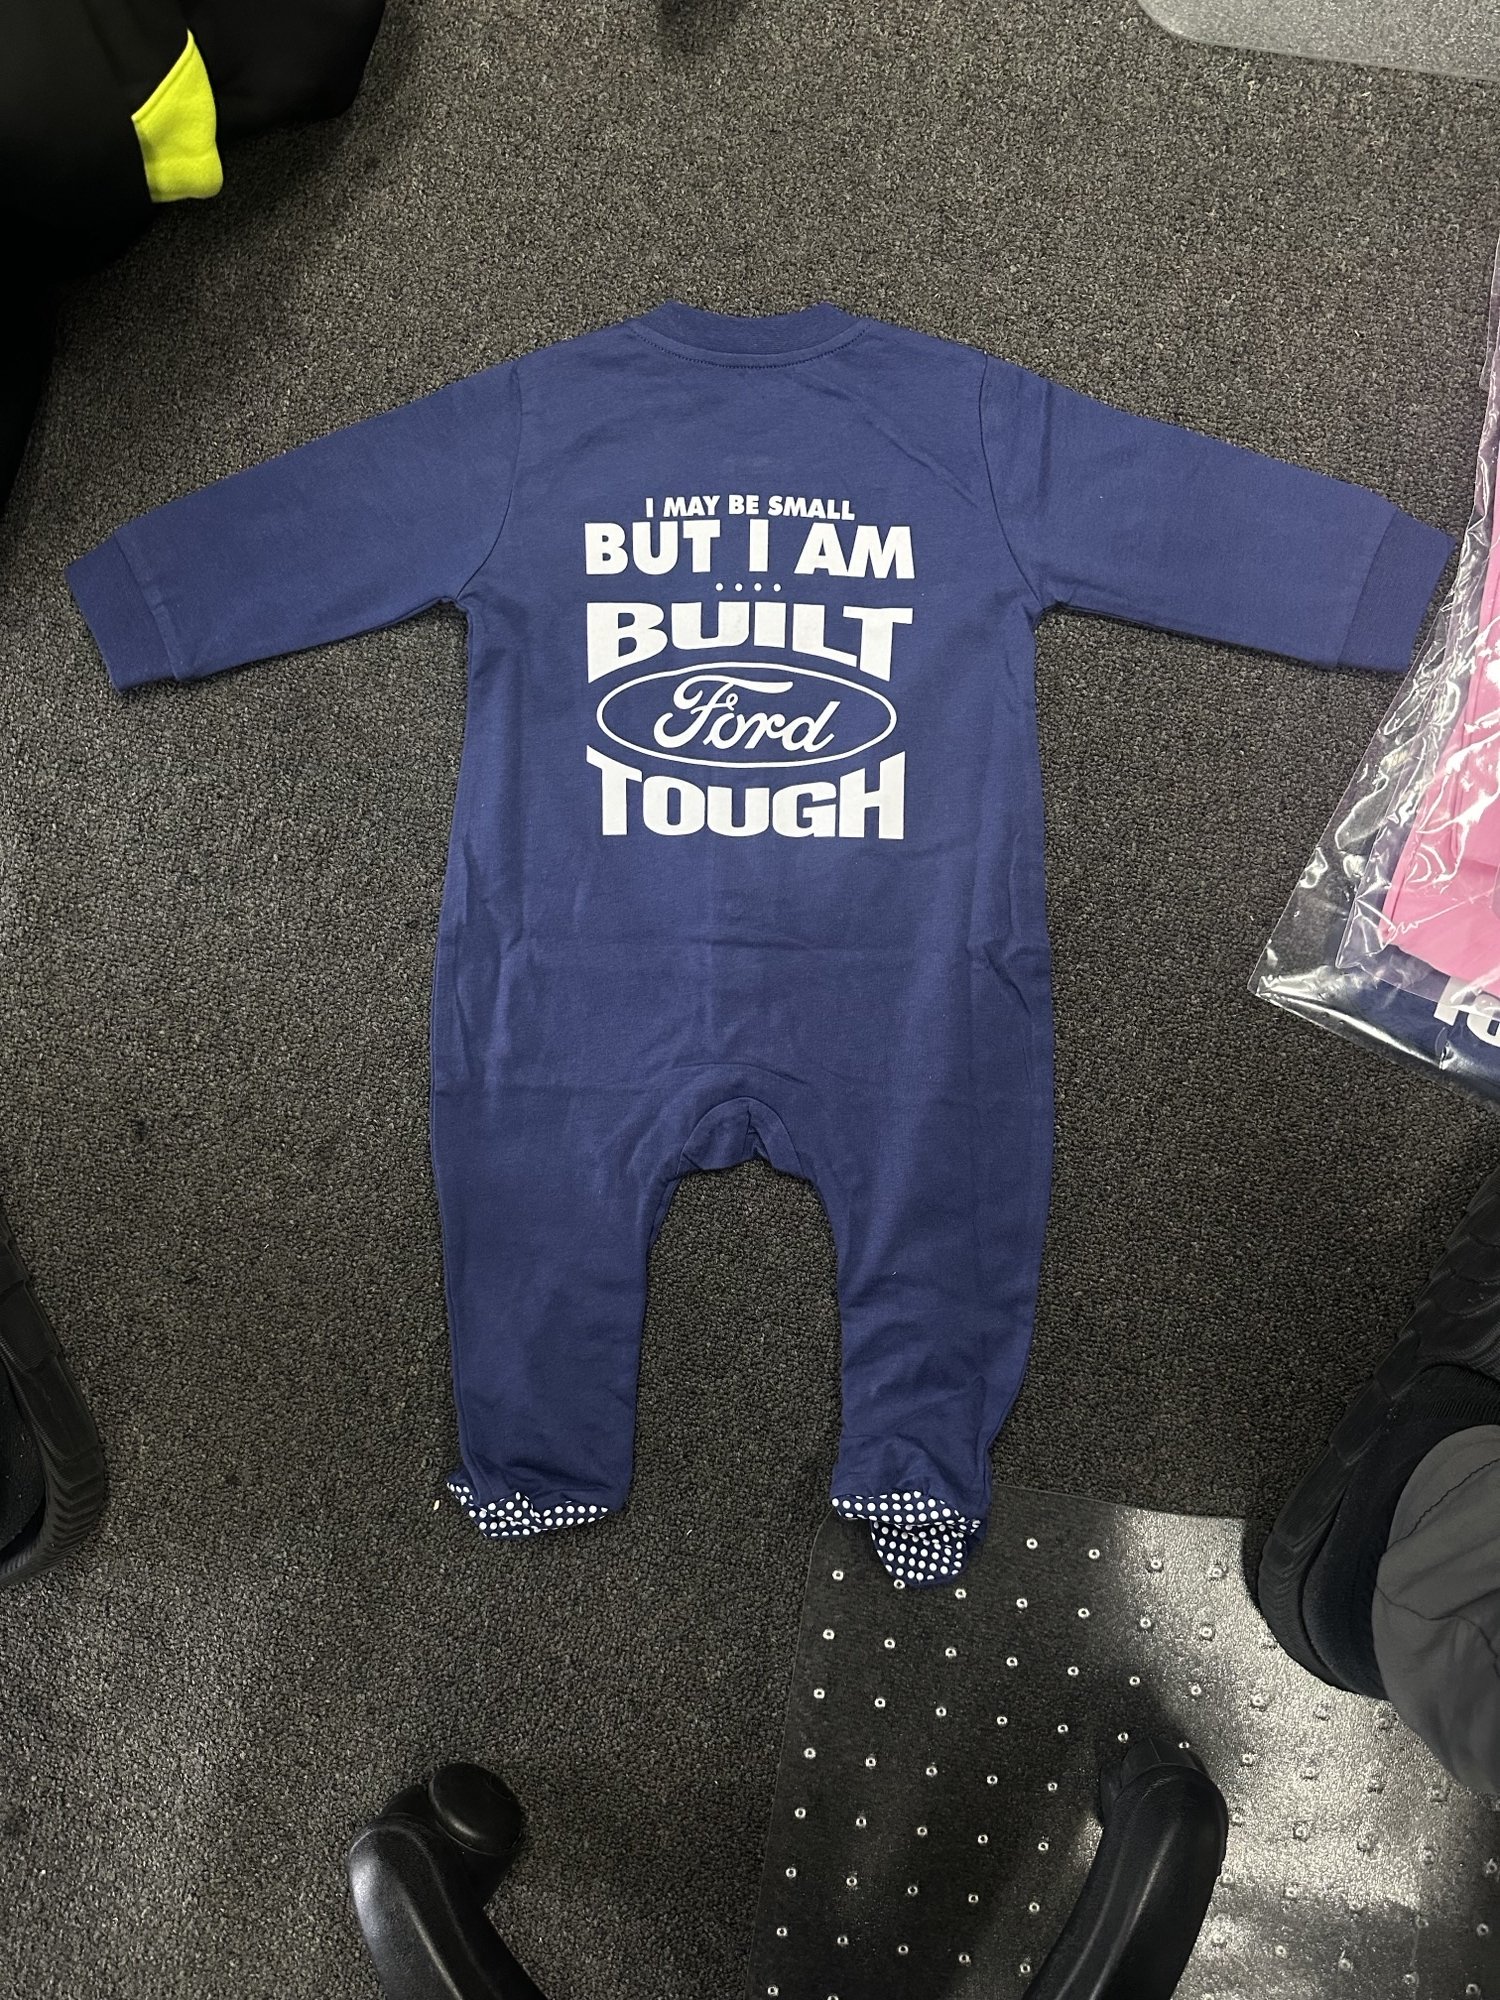 I MAY BE SMALL
BUT I AM
....
BUILT
Ford
TOUGH